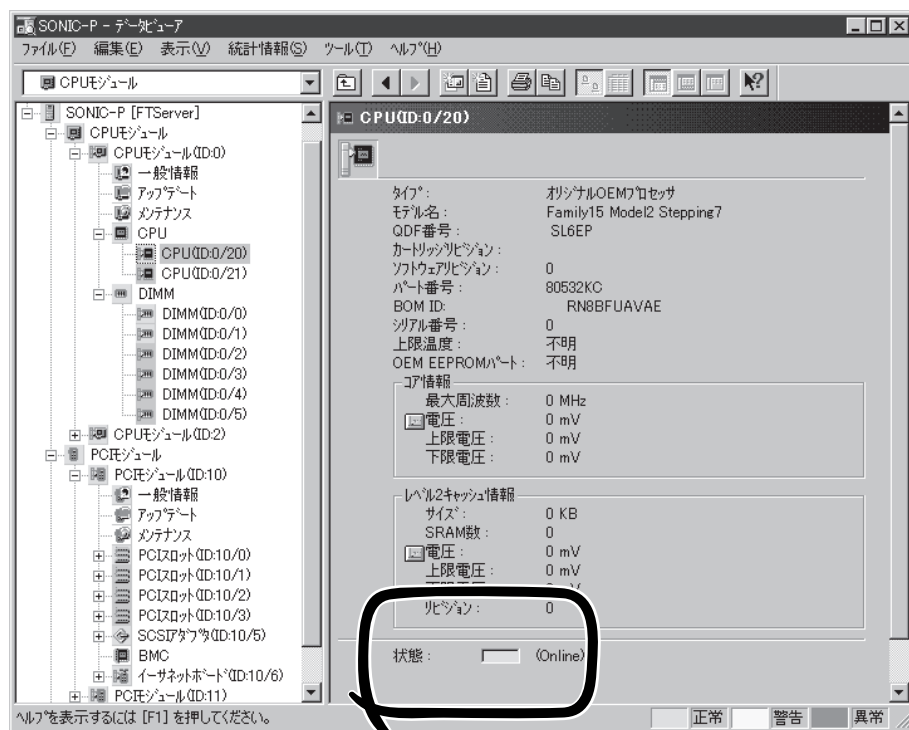 SONIC-P - ﾃﾞｰﾀﾋﾞｭｰｱ
ﾌｧｲﾙ(F) 編集(E) 表示(V) 統計情報(S) ﾂｰﾙ(T) ﾍﾙﾌﾟ(H)
CPUﾓｼﾞｭｰﾙ
SONIC-P [FTServer]
CPUﾓｼﾞｭｰﾙ
CPUﾓｼﾞｭｰﾙ(ID:0)
一般情報
ｱｯﾌﾟﾃﾞｰﾄ
ﾒﾝﾃﾅﾝｽ
CPU
CPU(ID:0/20)
CPU(ID:0/21)
DIMM
DIMM(ID:0/0)
DIMM(ID:0/1)
DIMM(ID:0/2)
DIMM(ID:0/3)
DIMM(ID:0/4)
DIMM(ID:0/5)
CPUﾓｼﾞｭｰﾙ(ID:2)
PCIﾓｼﾞｭｰﾙ
PCIﾓｼﾞｭｰﾙ(ID:10)
一般情報
ｱｯﾌﾟﾃﾞｰﾄ
ﾒﾝﾃﾅﾝｽ
PCIｽﾛｯﾄ(ID:10/0)
PCIｽﾛｯﾄ(ID:10/1)
PCIｽﾛｯﾄ(ID:10/2)
PCIｽﾛｯﾄ(ID:10/3)
SCSIｱﾀﾞﾌﾟﾀ(ID:10/5)
BMC
ｲｰｻﾈｯﾄﾎﾞｰﾄﾞ(ID:10/6)
PCIﾓｼﾞｭｰﾙ(ID:11)
CPU(ID:0/20)
ﾀｲﾌﾟ: ｵﾘｼﾞﾅﾙOEMﾌﾟﾛｾｯｻ
ﾓﾃﾞﾙ名: Family15 Model2 Stepping7
QDF番号: SL6EP
ｶｰﾄﾘｯｼﾞﾘﾋﾞｼﾞｮﾝ:
ｿﾌﾄｳｪｱﾘﾋﾞｼﾞｮﾝ: 0
ﾊﾟｰﾄ番号: 80532KC
BOM ID: RN8BFUAVAE
ｼﾘｱﾙ番号: 0
上限温度: 不明
OEM EEPROMﾊﾟｰﾄ: 不明
ｺｱ情報
最大周波数: 0 MHz
電圧: 0 mV
上限電圧: 0 mV
下限電圧: 0 mV
ﾚﾍﾞﾙ2ｷｬｯｼｭ情報
ｻｲｽﾞ: 0 KB
SRAM数: 0
電圧: 0 mV
上限電圧: 0 mV
ﾘﾋﾞｼﾞｮﾝ: 0
状態: (Online)
ﾍﾙﾌﾟを表示するには [F1] を押してください。 正常 警告 異常